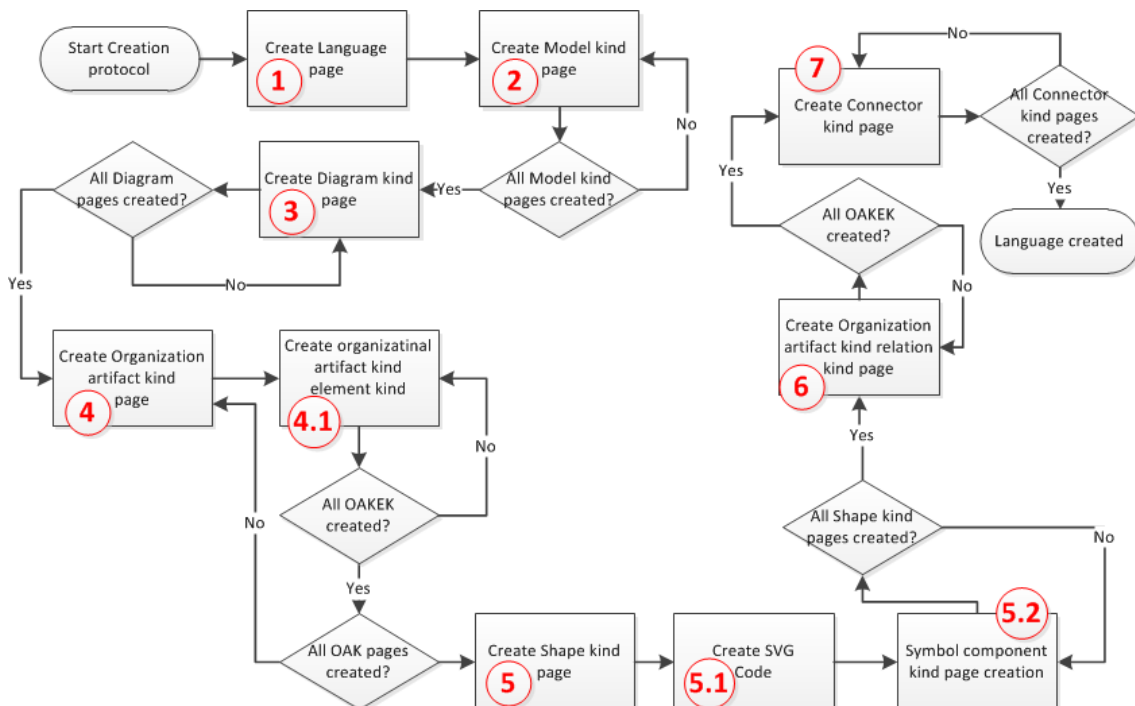 Start Creation
protocol
Create Language
page
1
Create Model kind
page
2
No
All Model kind
pages created?
Yes
Create Diagram kind
page
3
All Diagram
pages created?
No
Yes
Create Organization
artifact kind
page
4
Create organizatinal
artifact kind
element kind
4.1
No
All OAKEK
created?
Yes
All OAK pages
created?
No
Create Shape kind
page
5
Create SVG
Code
5.1
5.2
Symbol component
kind page creation
All Shape kind
pages created?
No
Yes
Create Organization
artifact kind relation
kind page
6
All OAKEK
created?
No
Yes
7
Create Connector
kind page
No
All Connector
kind pages
created?
Yes
Language created